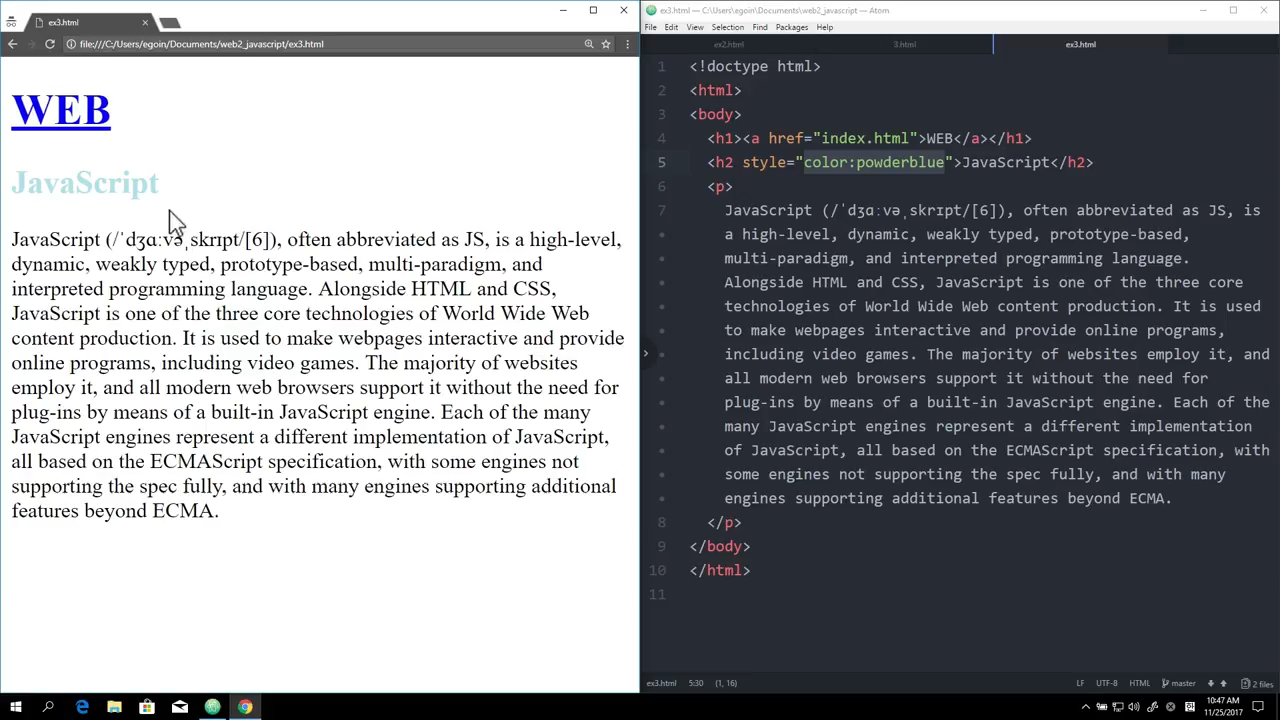 ex3.html
file:///C:/Users/egoin/Documents/web2_javascript/ex3.html
WEB
JavaScript
JavaScript (/ˈdʒɑːvəˌskrɪpt/[6]), often abbreviated as JS, is a high-level,
dynamic, weakly typed, prototype-based, multi-paradigm, and
interpreted programming language. Alongside HTML and CSS,
JavaScript is one of the three core technologies of World Wide Web
content production. It is used to make webpages interactive and provide
online programs, including video games. The majority of websites
employ it, and all modern web browsers support it without the need for
plug-ins by means of a built-in JavaScript engine. Each of the many
JavaScript engines represent a different implementation of JavaScript,
all based on the ECMAScript specification, with some engines not
supporting the spec fully, and with many engines supporting additional
features beyond ECMA.
ex3.html — C:\Users\egoin\Documents\web2_javascript — Atom
File Edit View Selection Find Packages Help
ex2.html 3.html ex3.html
1 <!doctype html>
2 <html>
3 <body>
4 <h1><a href="index.html">WEB</a></h1>
5 <h2 style="color:powderblue">JavaScript</h2>
6 <p>
7 JavaScript (/ˈdʒɑːvəˌskrɪpt/[6]), often abbreviated as JS, is
a high-level, dynamic, weakly typed, prototype-based,
multi-paradigm, and interpreted programming language.
Alongside HTML and CSS, JavaScript is one of the three core
technologies of World Wide Web content production. It is used
to make webpages interactive and provide online programs,
including video games. The majority of websites employ it, and
all modern web browsers support it without the need for
plug-ins by means of a built-in JavaScript engine. Each of the
many JavaScript engines represent a different implementation
of JavaScript, all based on the ECMAScript specification, with
some engines not supporting the spec fully, and with many
engines supporting additional features beyond ECMA.
8 </p>
9 </body>
10 </html>
11
ex3.html 5:30 (1, 16) LF UTF-8 HTML master 2 files
10:47 AM
11/25/2017